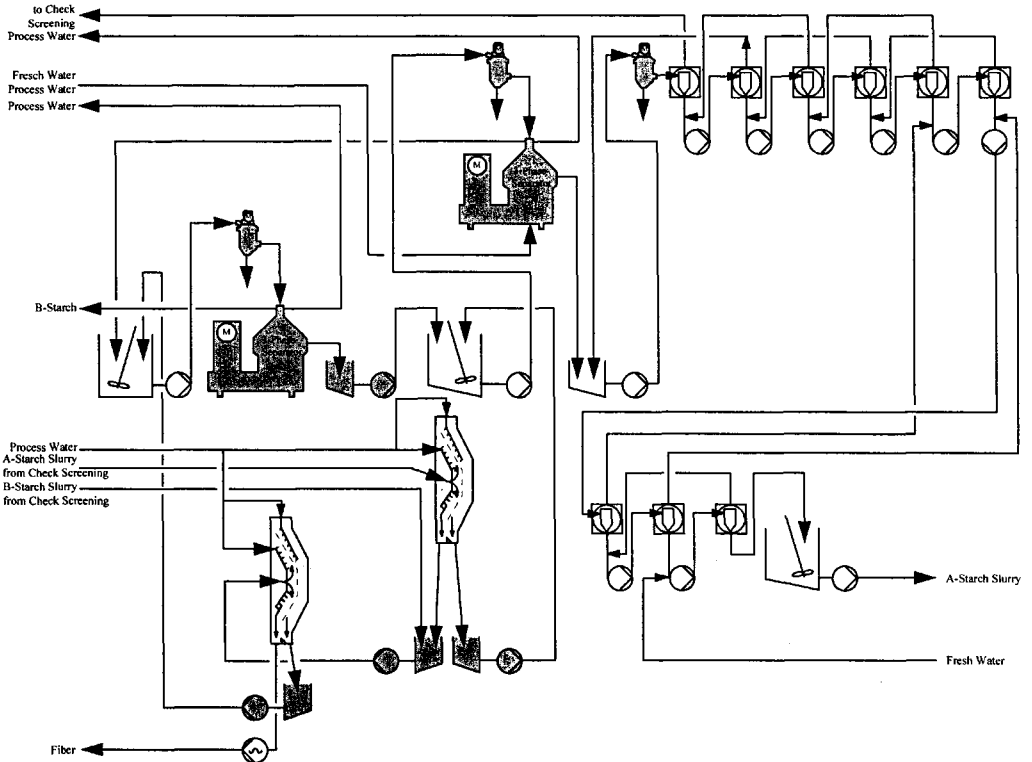 to Check
Screening
Process Water
Fresch Water
Process Water
Process Water
M
B-Starch
M
Process Water
A-Starch Slurry
from Check Screening
B-Starch Slurry
from Check Screening
A-Starch Slurry
Fresh Water
Fiber